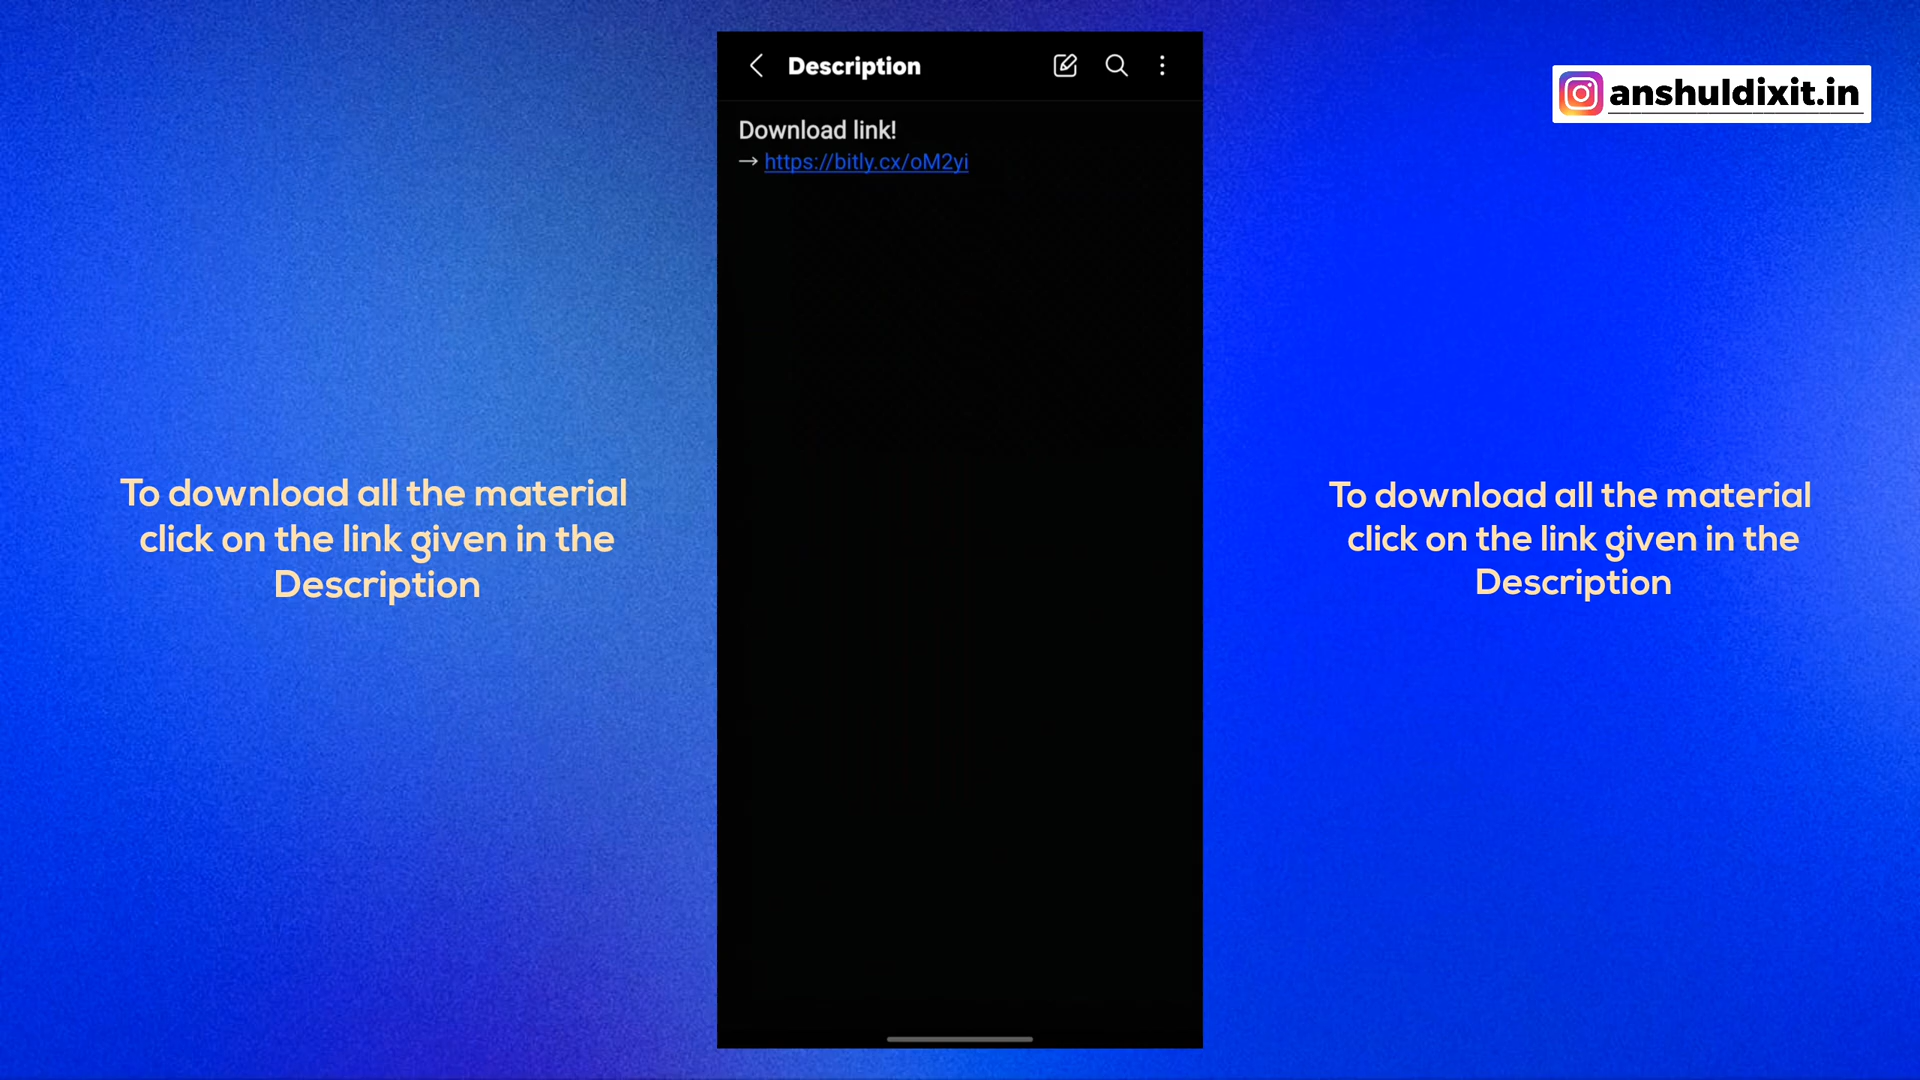 Description
anshuldixit.in
Download link!
→ https://bitly.cx/oM2yi
To download all the material
click on the link given in the
Description
To download all the material
click on the link given in the
Description